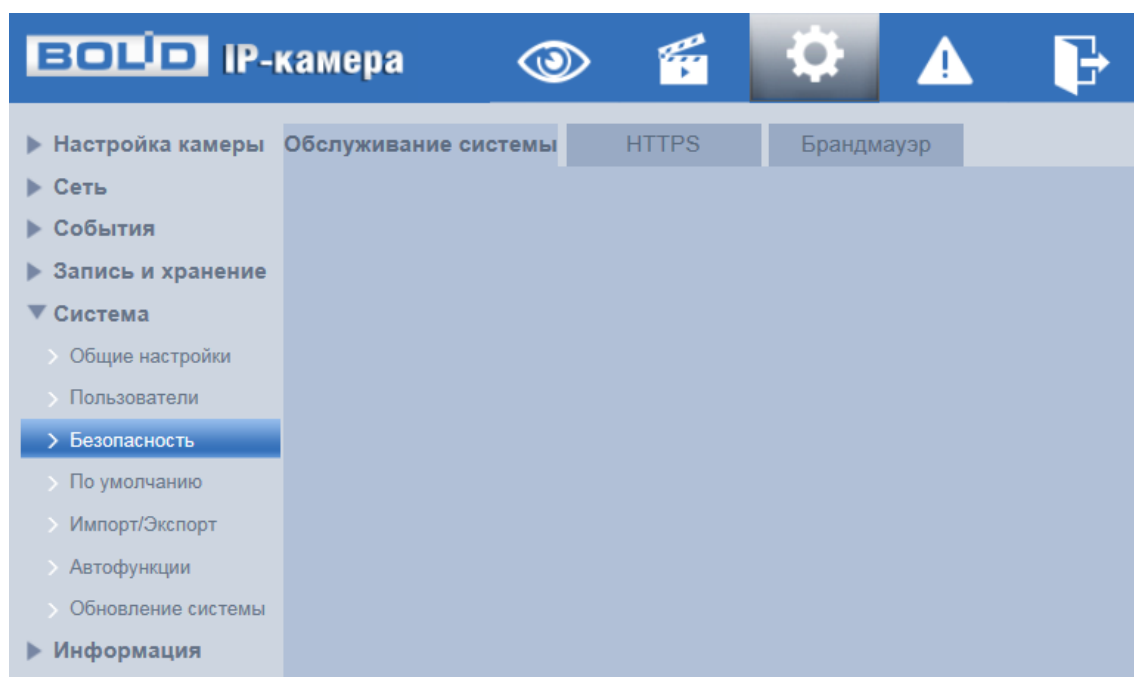 BOLID IP-камера
Настройка камеры
Сеть
События
Запись и хранение
Система
Общие настройки
Пользователи
Безопасность
По умолчанию
Импорт/Экспорт
Автофункции
Обновление системы
Информация
Обслуживание системы HTTPS Брандмауэр